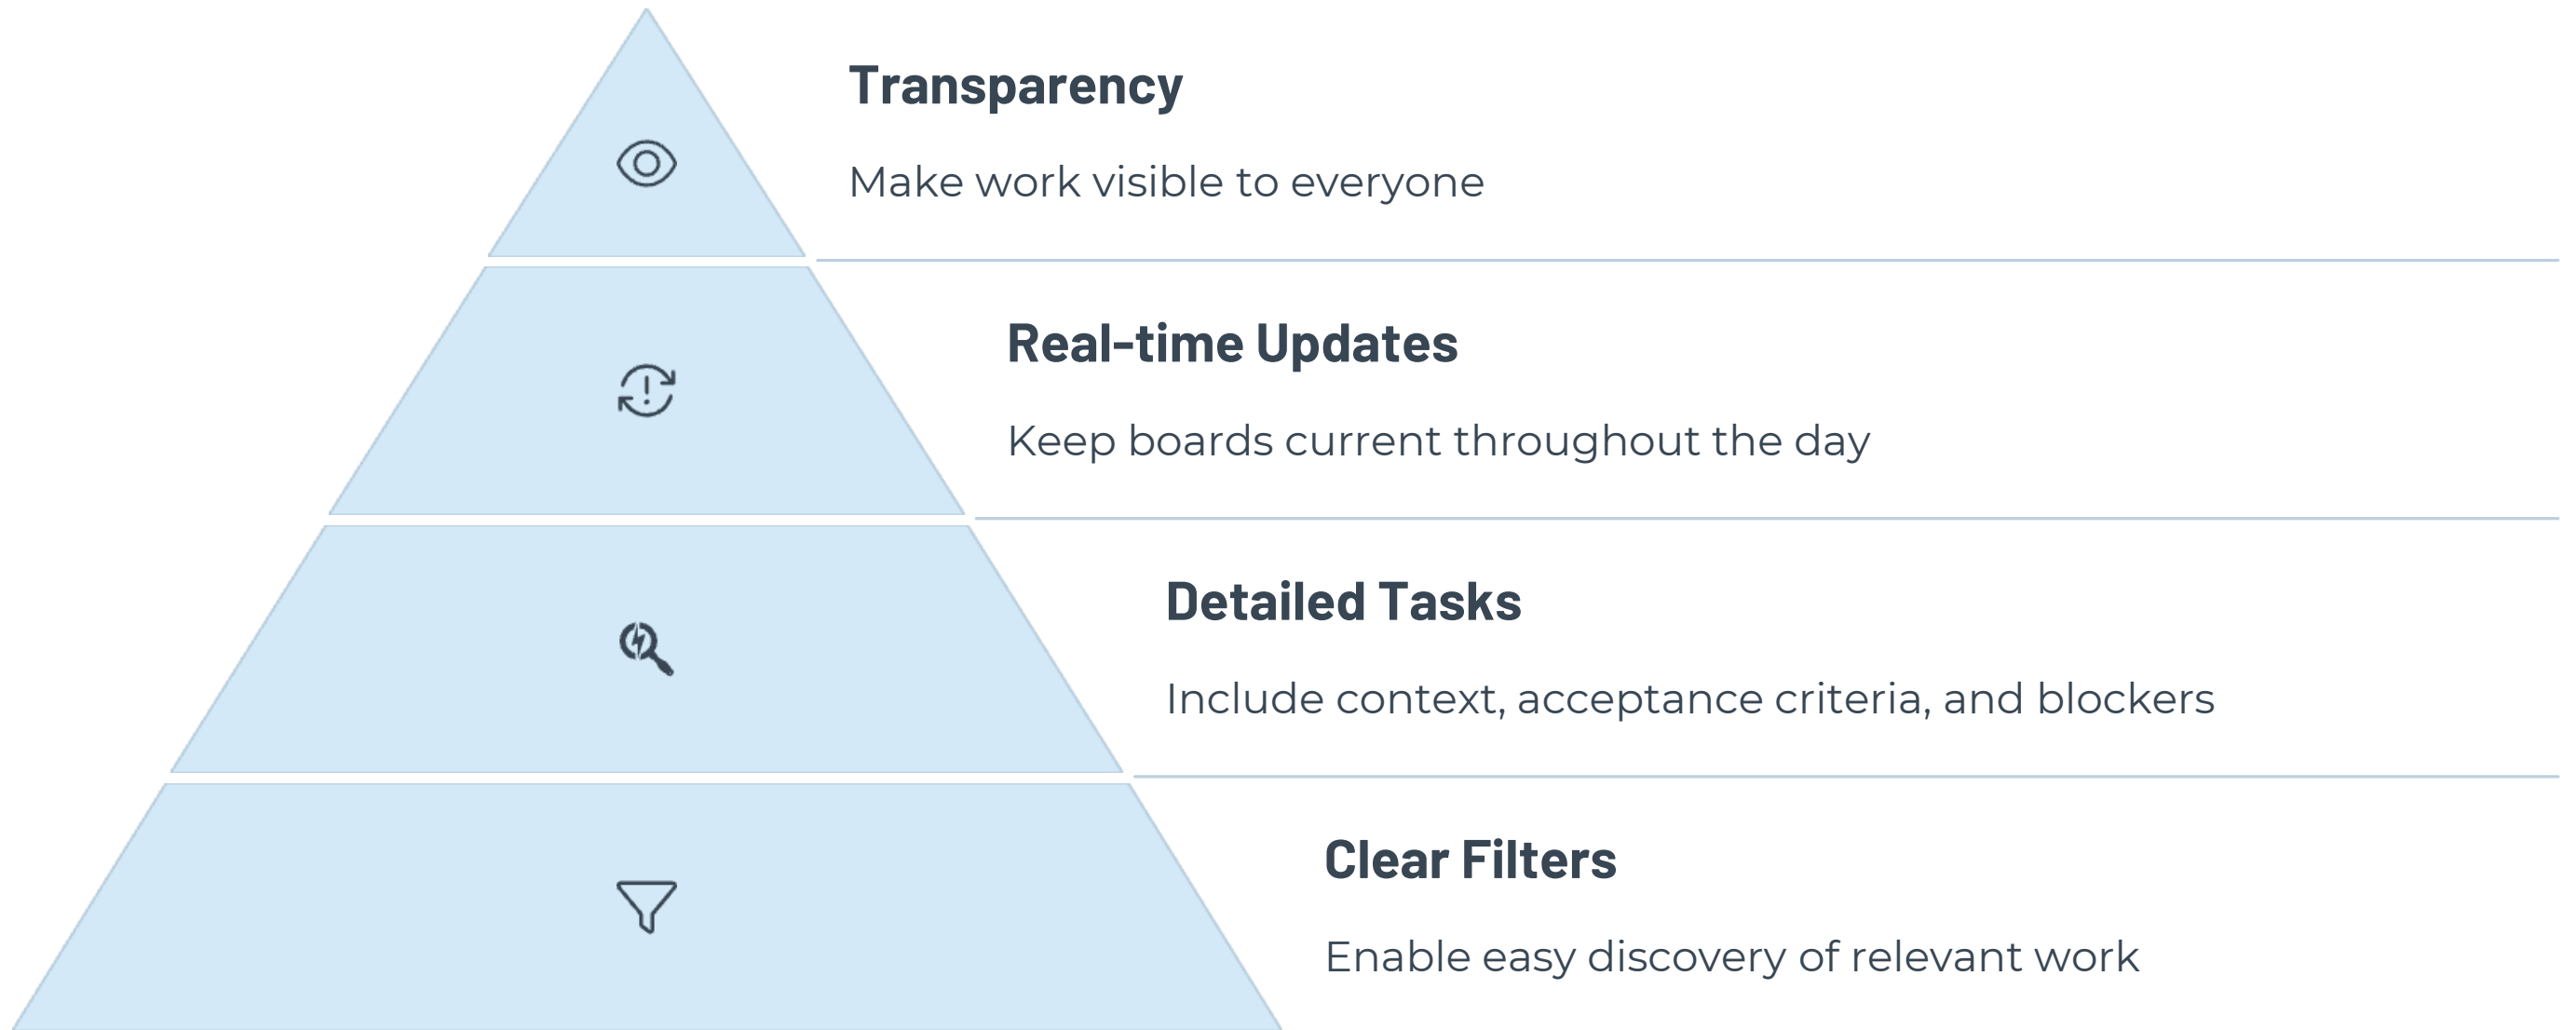 Transparency
Make work visible to everyone
Real-time Updates
Keep boards current throughout the day
Detailed Tasks
Include context, acceptance criteria, and blockers
Clear Filters
Enable easy discovery of relevant work